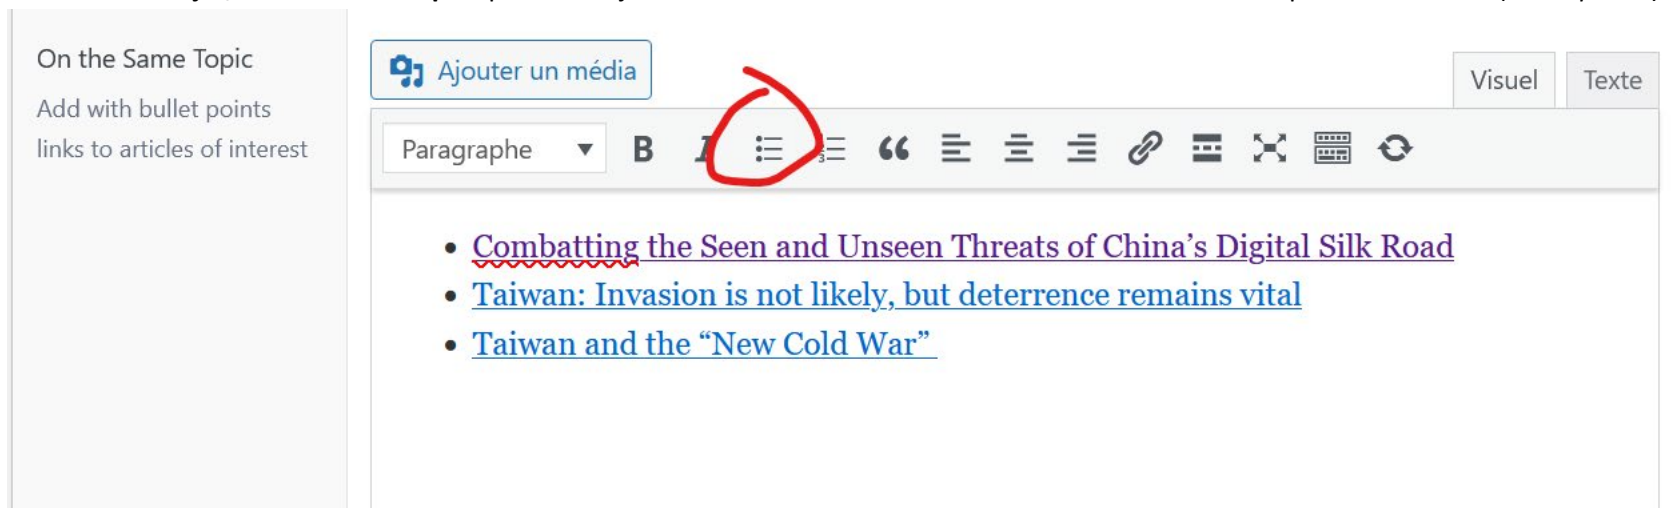 On the Same Topic
Add with bullet points
links to articles of interest
Ajouter un média
Visuel Texte
Paragraphe
• Combatting the Seen and Unseen Threats of China’s Digital Silk Road
• Taiwan: Invasion is not likely, but deterrence remains vital
• Taiwan and the “New Cold War”